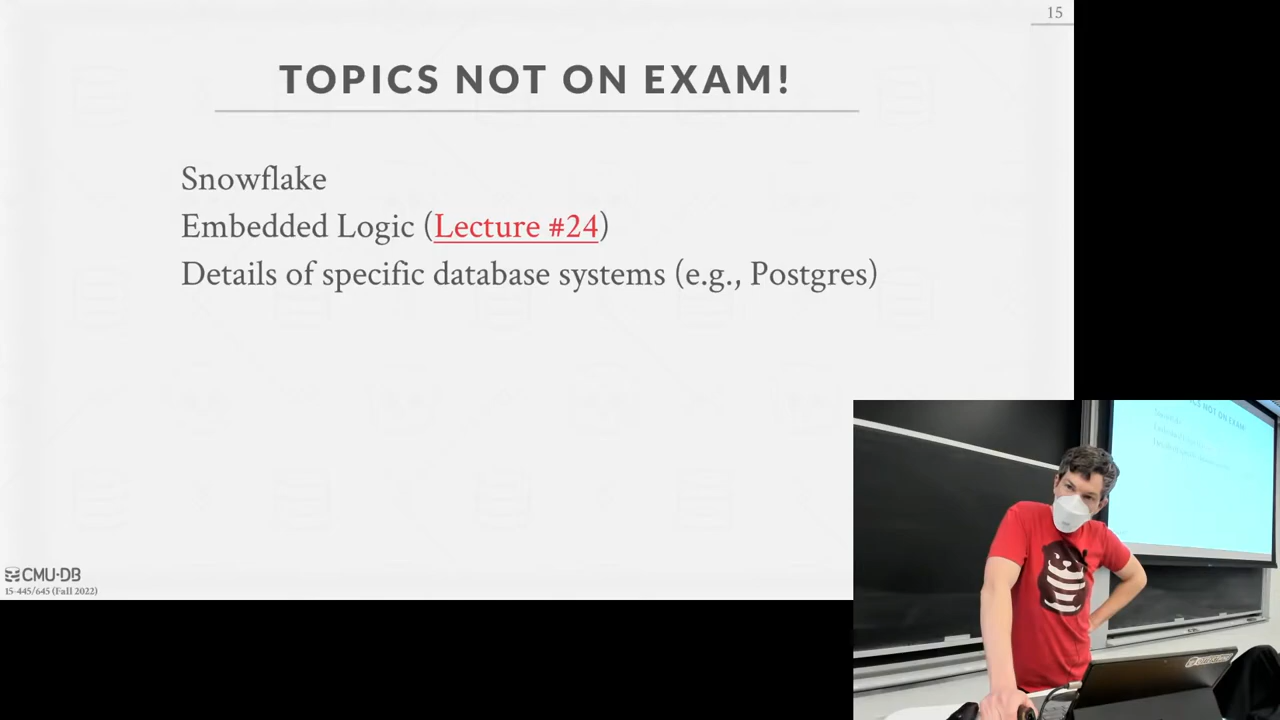 15
TOPICS NOT ON EXAM!
Snowflake
Embedded Logic (Lecture #24)
Details of specific database systems (e.g., Postgres)
CMU·DB
15-445/645 (Fall 2022)